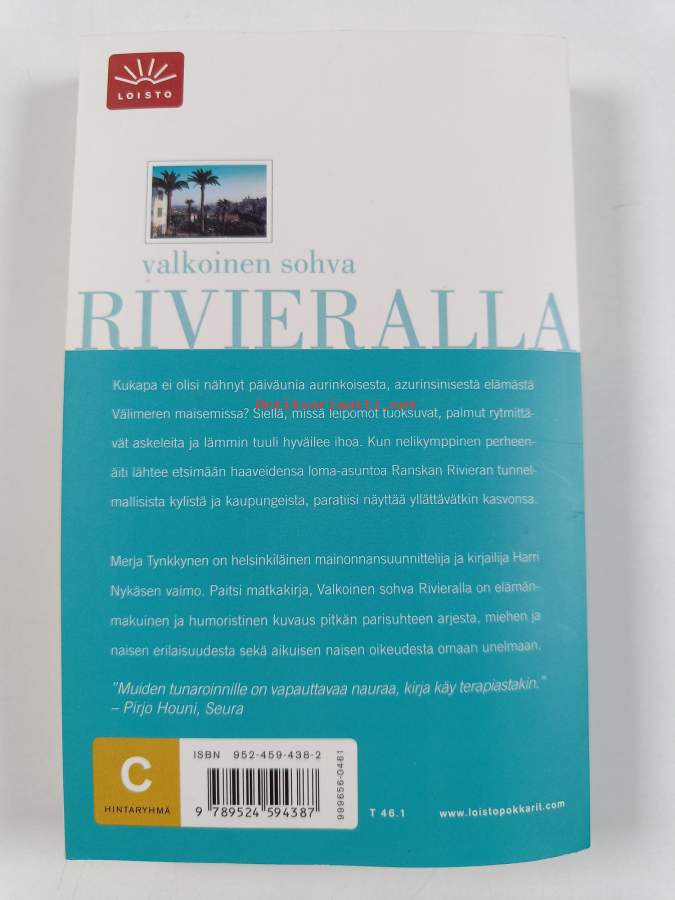 LOISTO
valkoinen sohva
RIVIERALLA
Kukapa ei olisi nähnyt päiväunia aurinkoisesta, azurinsinisestä elämästä
Antikvariaatti.net
Välimeren maisemissa? Siellä, missä leipomot tuoksuvat, palmut rytmittä-
vät askeleita ja lämmin tuuli hyväilee ihoa. Kun nelikymppinen perheen-
äiti lähtee etsimään haaveidensa loma-asuntoa Ranskan Rivieran tunnel-
mallisista kylistä ja kaupungeista, paratiisi näyttää yllättävätkin kasvonsa.
Merja Tynkkynen on helsinkiläinen mainonnansuunnittelija ja kirjailija Harri
Nykäsen vaimo. Paitsi matkakirja, Valkoinen sohva Rivieralla on elämän-
makuinen ja humoristinen kuvaus pitkän parisuhteen arjesta, miehen ja
naisen erilaisuudesta sekä aikuisen naisen oikeudesta omaan unelmaan.
"Muiden tunaroinnille on vapauttavaa nauraa, kirja käy terapiastakin."
– Pirjo Houni, Seura
C
HINTARYHMÄ
ISBN 952-459-438-2
9 789524 594387
999656-0461
T 46.1
www.loistopokkarit.com